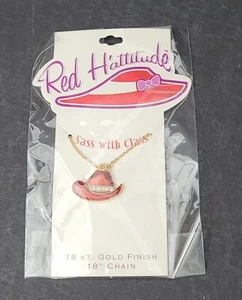 Red Hattitude
Sass with Class
18 KT. GOLD FINISH
18" CHAIN